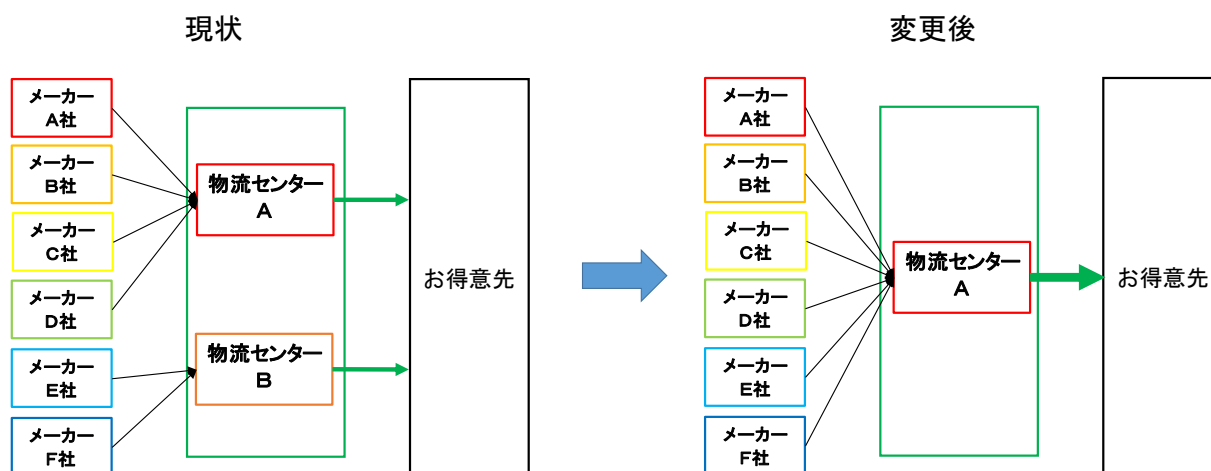 現状
メーカー
A社
メーカー
B社
メーカー
C社
メーカー
D社
メーカー
E社
メーカー
F社
物流センター
A
物流センター
B
お得意先
変更後
メーカー
A社
メーカー
B社
メーカー
C社
メーカー
D社
メーカー
E社
メーカー
F社
物流センター
A
お得意先